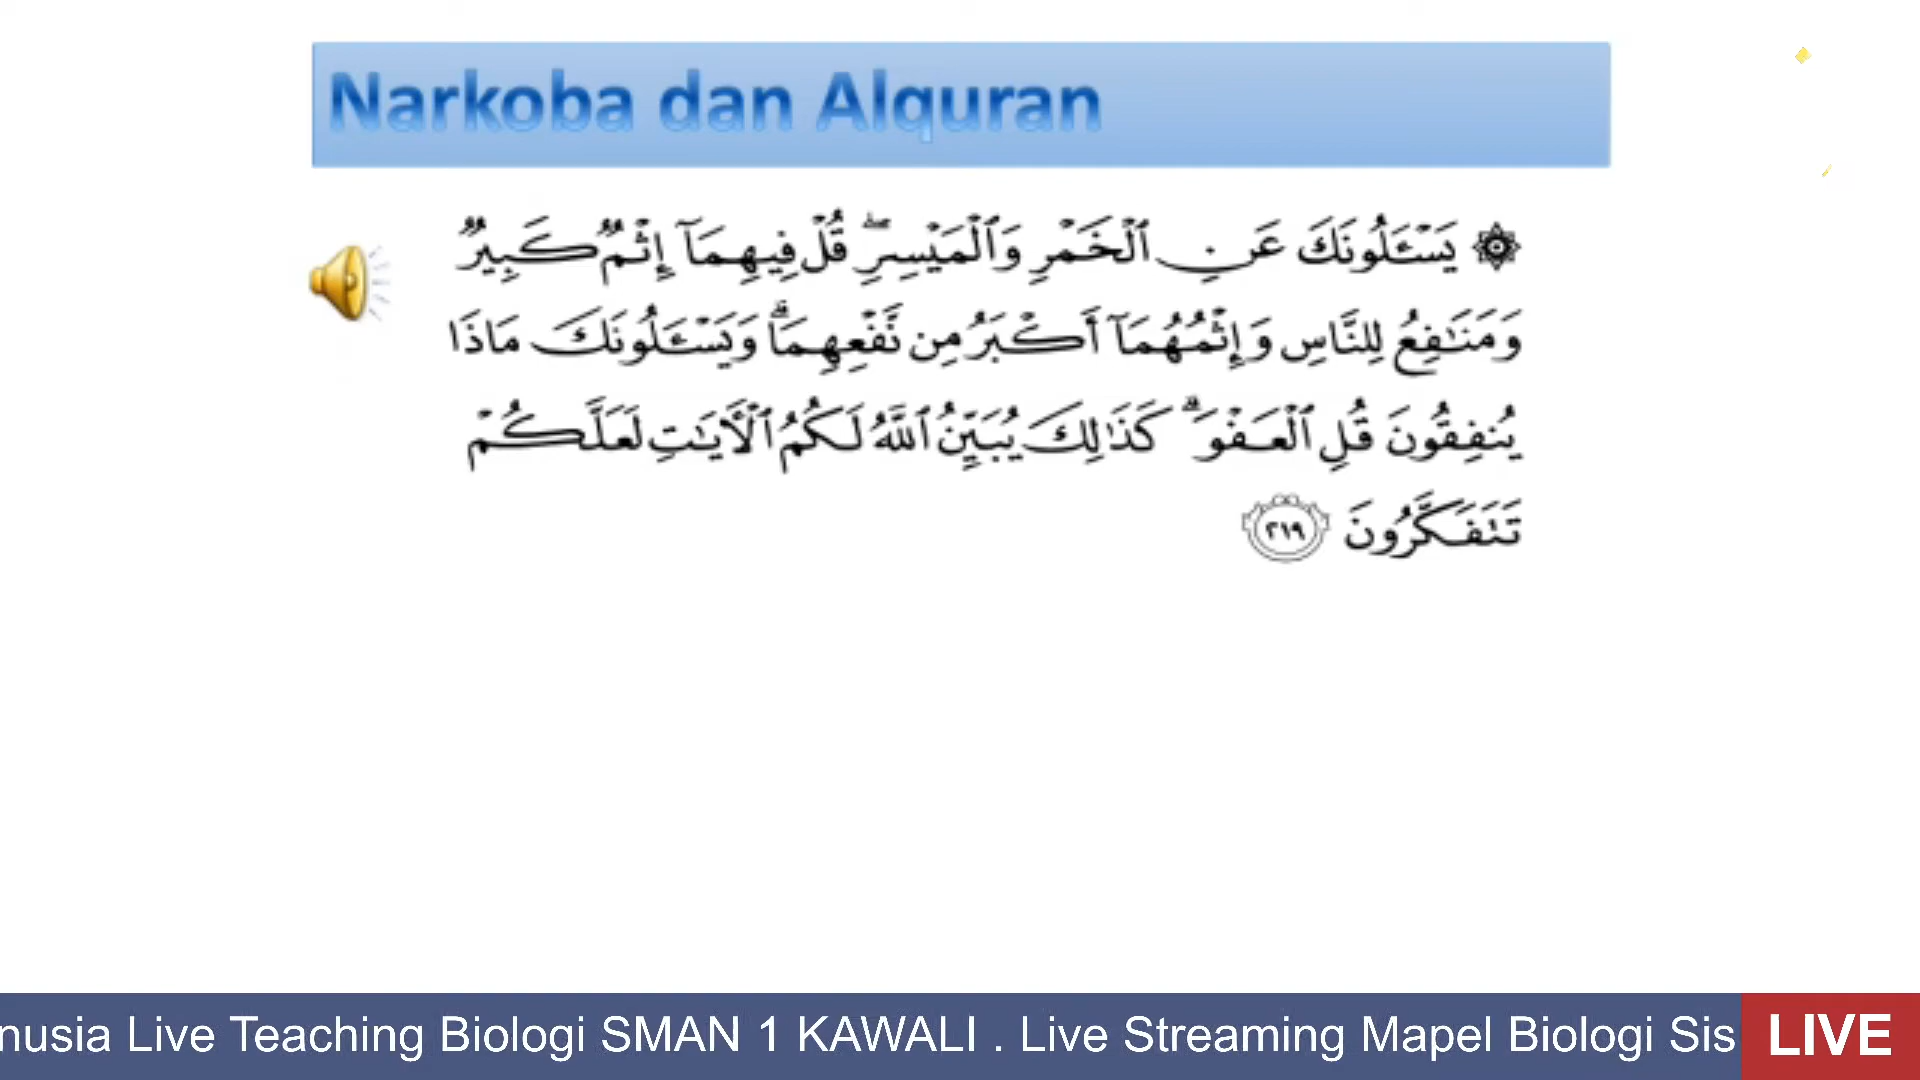 Narkoba dan Alquran
۞ يَسْـَٔلُونَكَ عَنِ ٱلْخَمْرِ وَٱلْمَيْسِرِ ۖ قُلْ فِيهِمَآ إِثْمٌ كَبِيرٌ
وَمَنَـٰفِعُ لِلنَّاسِ وَإِثْمُهُمَآ أَكْبَرُ مِن نَّفْعِهِمَا ۗ وَيَسْـَٔلُونَكَ مَاذَا
يُنفِقُونَ قُلِ ٱلْعَفْوَ ۗ كَذَٰلِكَ يُبَيِّنُ ٱللَّهُ لَكُمُ ٱلْأَيَـٰتِ لَعَلَّكُمْ
تَتَفَكَّرُونَ ٢١٩
nusia Live Teaching Biologi SMAN 1 KAWALI . Live Streaming Mapel Biologi Sis LIVE